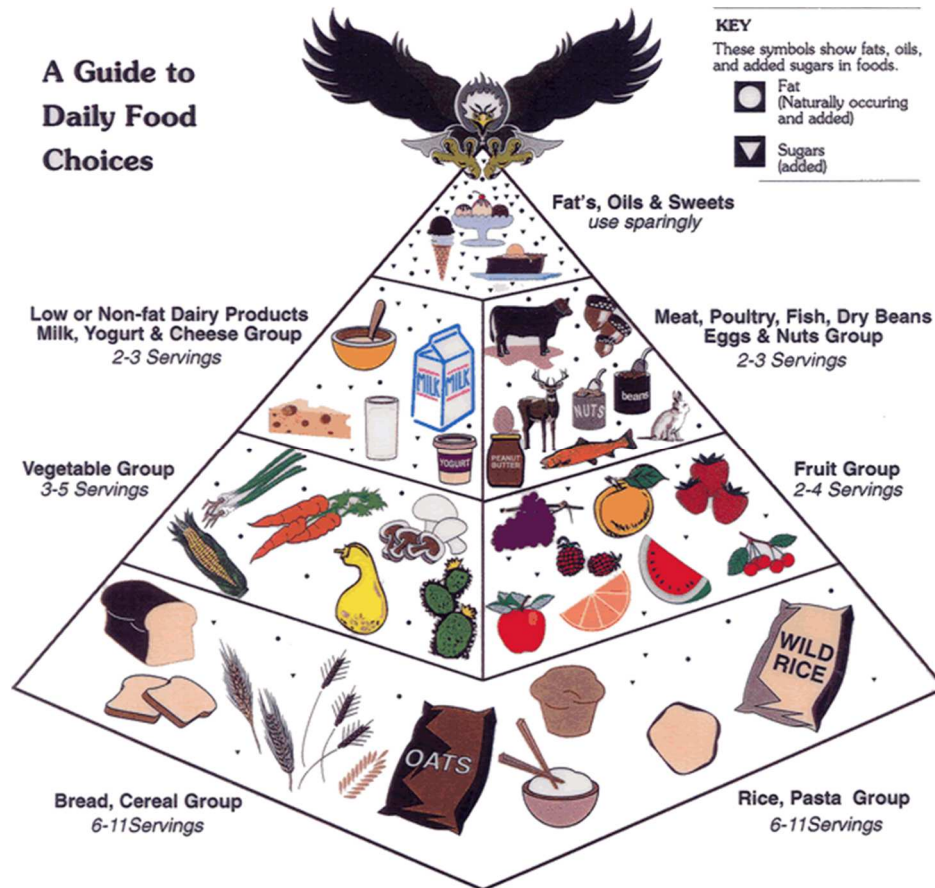 A Guide to
Daily Food
Choices
KEY
These symbols show fats, oils,
and added sugars in foods.
Fat
(Naturally occuring
and added)
Sugars
(added)
Fat's, Oils & Sweets
use sparingly
Low or Non-fat Dairy Products
Milk, Yogurt & Cheese Group
2-3 Servings
Meat, Poultry, Fish, Dry Beans
Eggs & Nuts Group
2-3 Servings
MILK MILK
YOGURT
NUTS
beans
PEANUT
BUTTER
Vegetable Group
3-5 Servings
Fruit Group
2-4 Servings
WILD
RICE
OATS
Bread, Cereal Group
6-11Servings
Rice, Pasta Group
6-11Servings